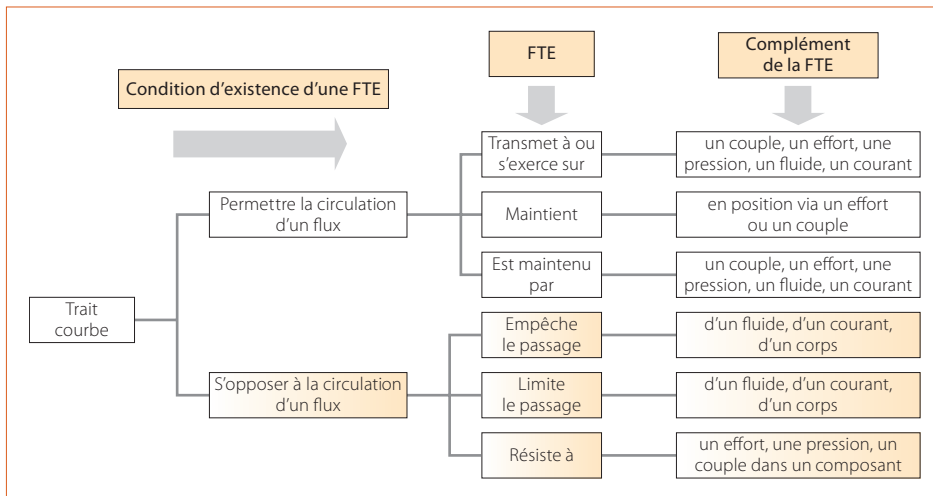 Condition d'existence d'une FTE
FTE
Complément
de la FTE
Trait
courbe
Permettre la circulation
d'un flux
Transmet à ou
s'exerce sur
un couple, un effort, une
pression, un fluide, un courant
Maintient
en position via un effort
ou un couple
Est maintenu
par
un couple, un effort, une
pression, un fluide, un courant
S'opposer à la circulation
d'un flux
Empêche
le passage
d'un fluide, d'un courant,
d'un corps
Limite
le passage
d'un fluide, d'un courant,
d'un corps
Résiste à
un effort, une pression, un
couple dans un composant